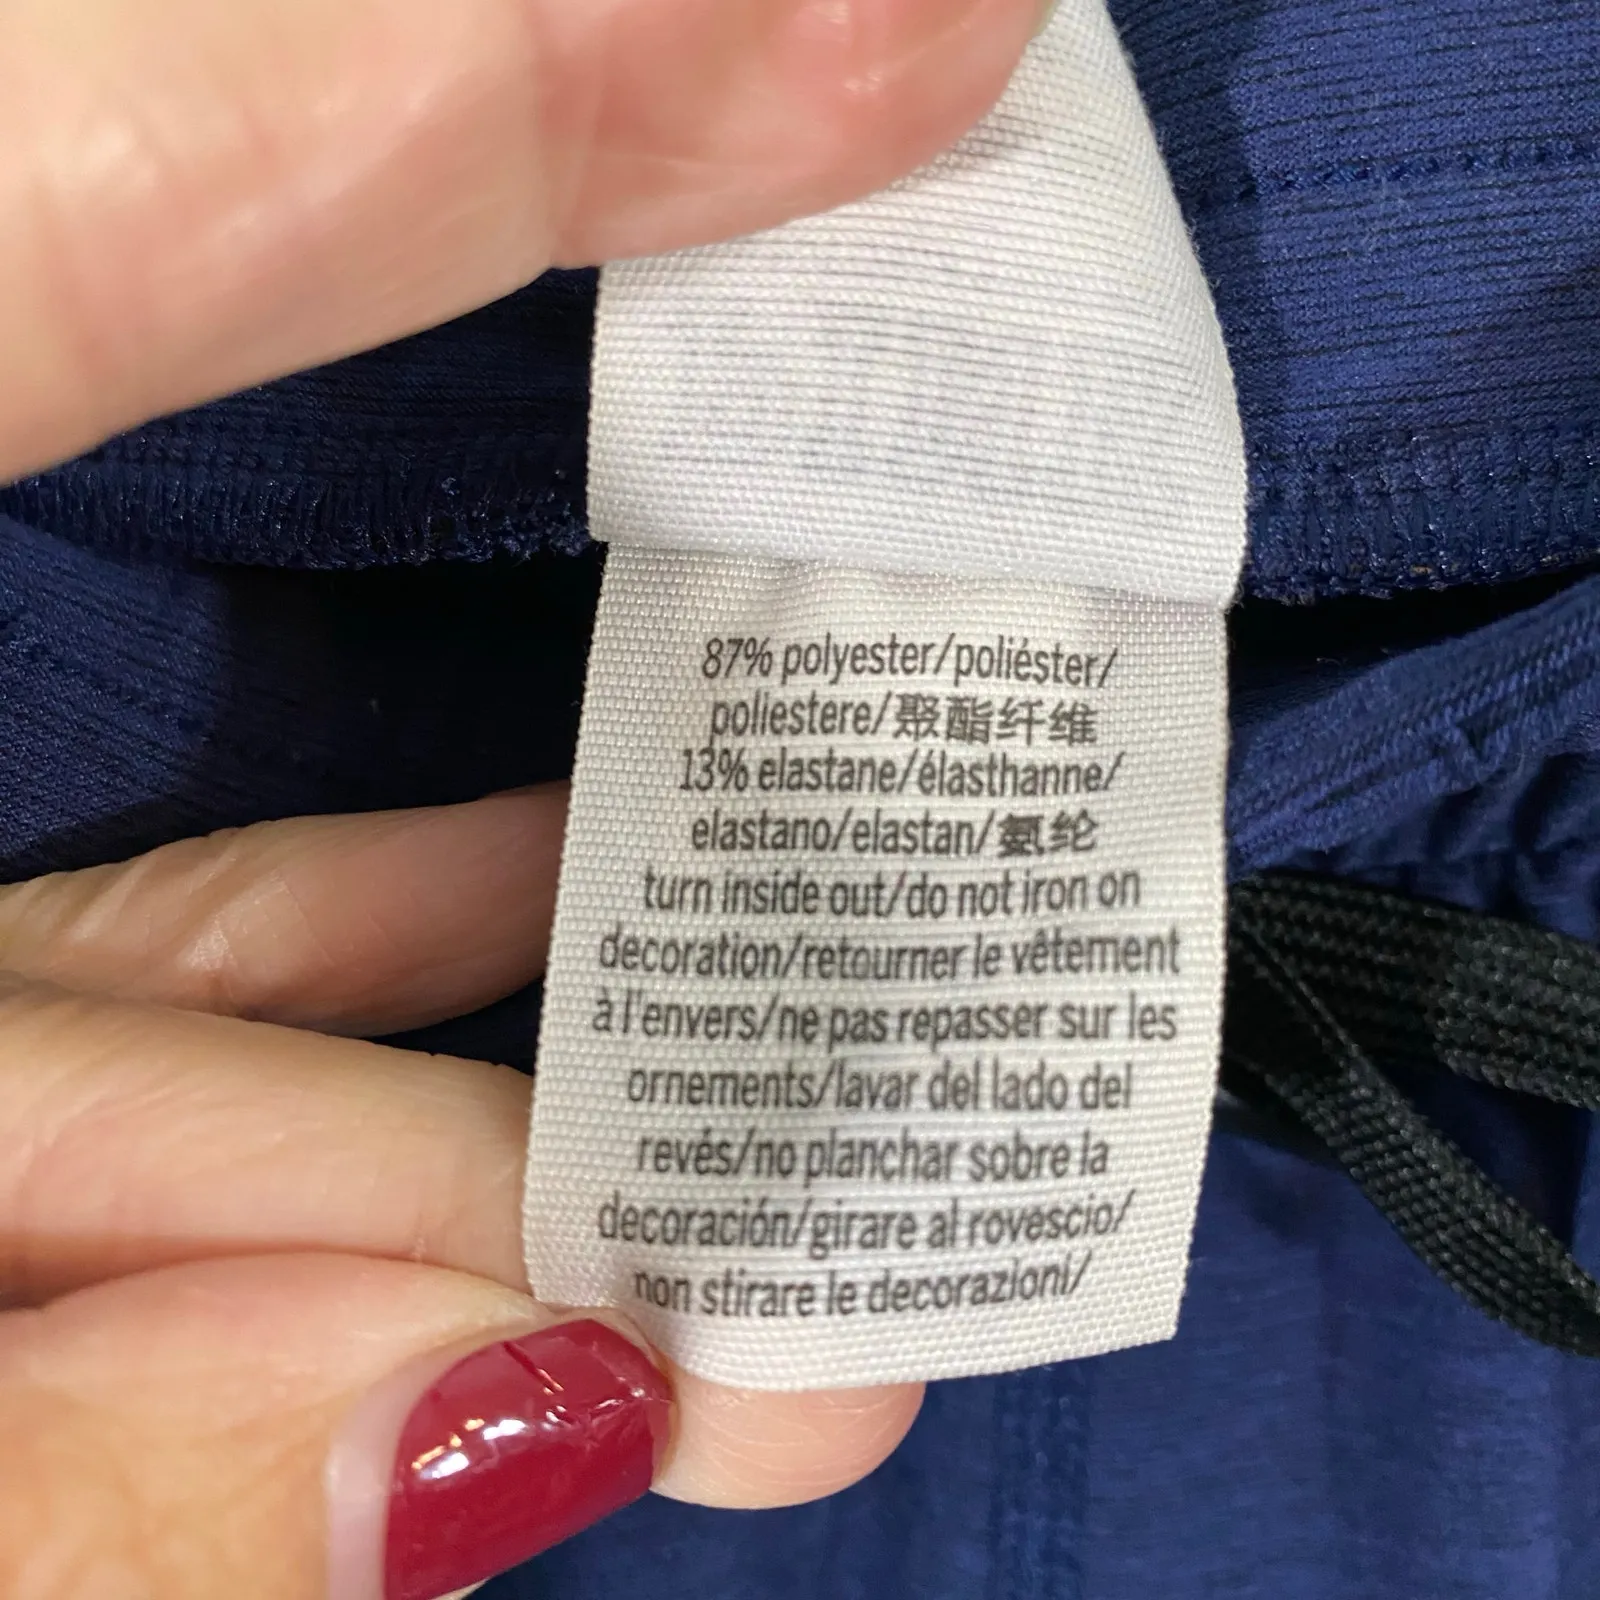 87% polyester/poliéster/
poliestere/聚酯纤维
13% elastane/élasthanne/
elastano/elastan/氨纶
turn inside out/do not iron on
decoration/retourner le vêtement
à l'envers/ne pas repasser sur les
ornements/lavar del lado del
revés/no planchar sobre la
decoración/girare al rovescio/
non stirare le decorazioni/